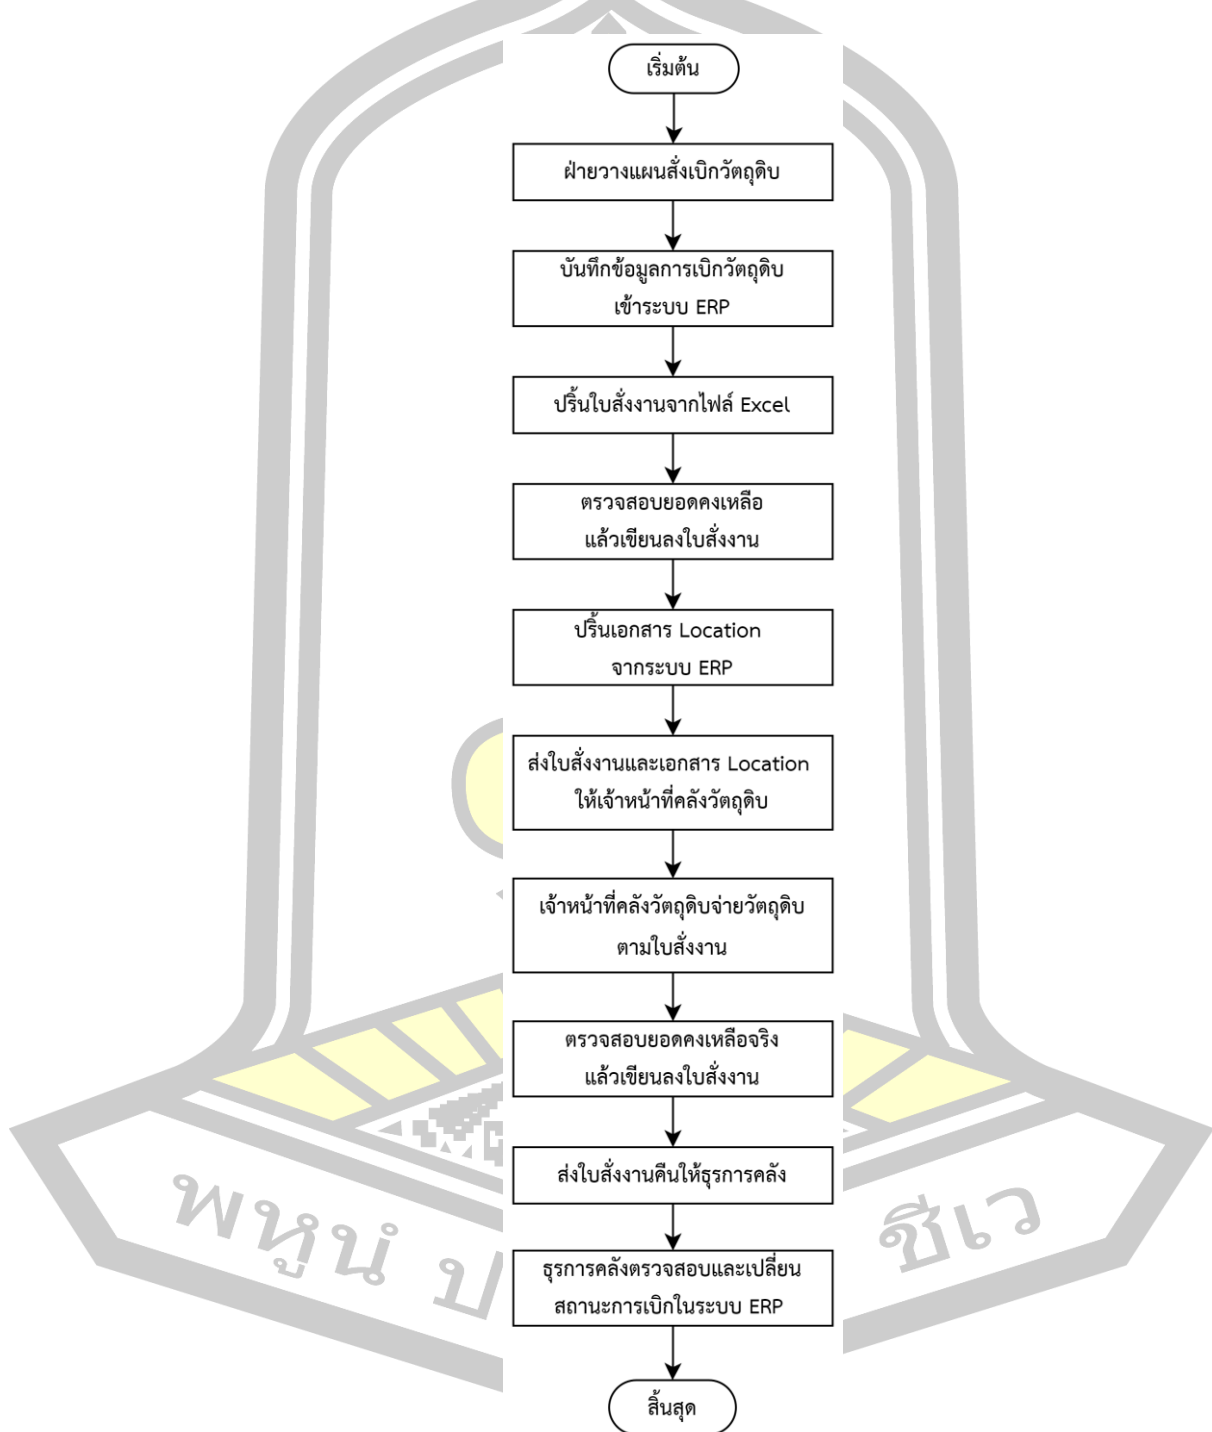 เริ่มต้น
ฝ่ายวางแผนสั่งเบิกวัตถุดิบ
บันทึกข้อมูลการเบิกวัตถุดิบ
เข้าระบบ ERP
ปริ้นใบสั่งงานจากไฟล์ Excel
ตรวจสอบยอดคงเหลือ
แล้วเขียนลงใบสั่งงาน
ปริ้นเอกสาร Location
จากระบบ ERP
ส่งใบสั่งงานและเอกสาร Location
ให้เจ้าหน้าที่คลังวัตถุดิบ
เจ้าหน้าที่คลังวัตถุดิบจ่ายวัตถุดิบ
ตามใบสั่งงาน
ตรวจสอบยอดคงเหลือจริง
แล้วเขียนลงใบสั่งงาน
ส่งใบสั่งงานคืนให้ธุรการคลัง
ธุรการคลังตรวจสอบและเปลี่ยน
สถานะการเบิกในระบบ ERP
สิ้นสุด
พหูนํ ชีเว